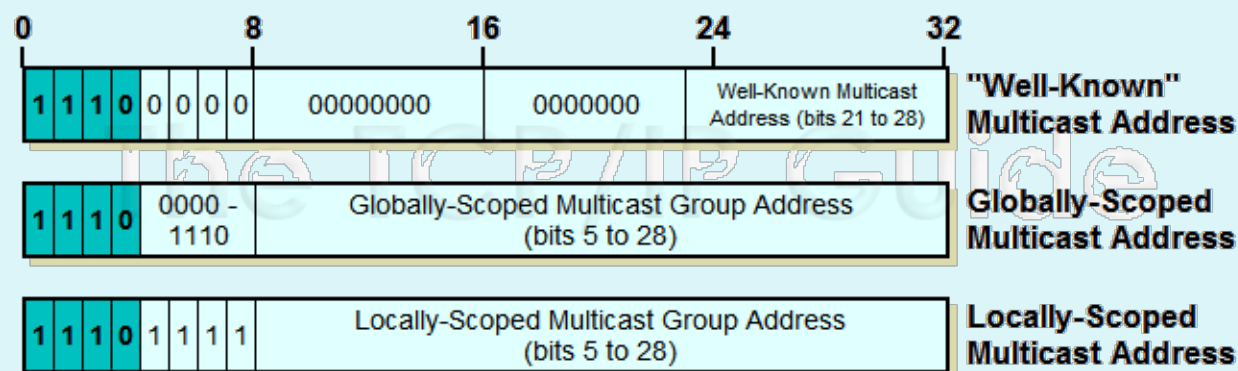 0 8 16 24 32
1 1 1 0 0 0 0 0 00000000 0000000 Well-Known Multicast
Address (bits 21 to 28)
"Well-Known"
Multicast Address
The TCP/IP Guide
1 1 1 0 0000 -
1110
Globally-Scoped Multicast Group Address
(bits 5 to 28)
Globally-Scoped
Multicast Address
1 1 1 0 1 1 1 1 Locally-Scoped Multicast Group Address
(bits 5 to 28)
Locally-Scoped
Multicast Address